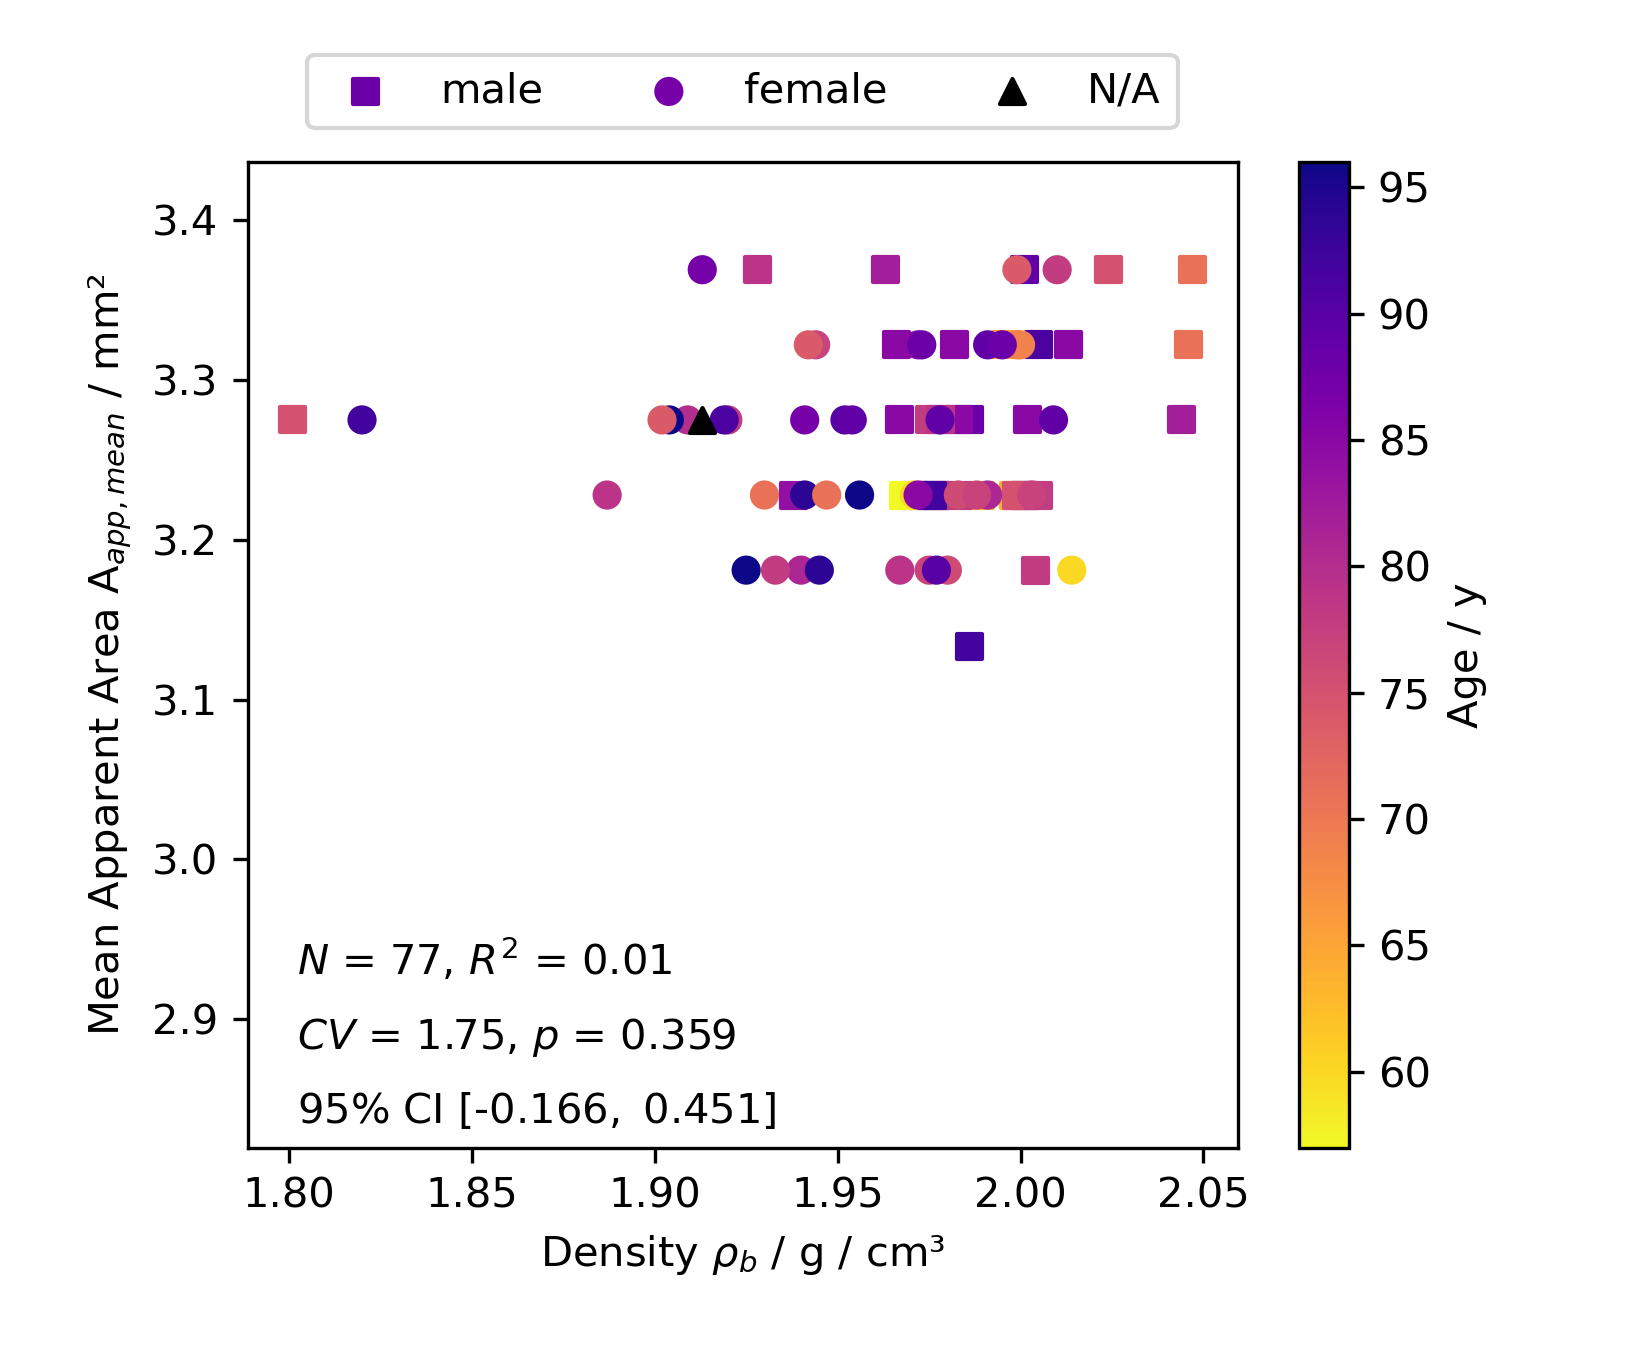 male female N/A
3.4
3.3
3.2
3.1
3.0
2.9
Mean Apparent Area A_{app, mean} / mm²
N = 77, R² = 0.01
CV = 1.75, p = 0.359
95% CI [-0.166, 0.451]
1.80 1.85 1.90 1.95 2.00 2.05
Density ρ_b / g / cm³
95
90
85
80
75
70
65
60
Age / y